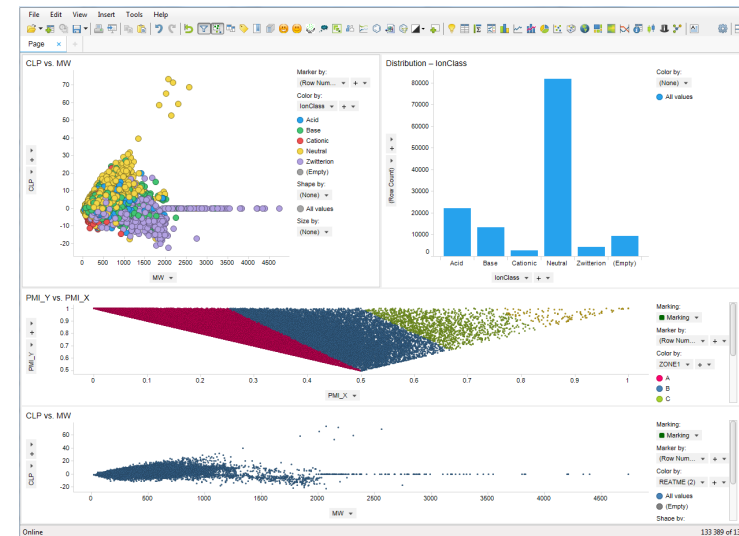 File Edit View Insert Tools Help
Page × +
CLP vs. MW
70
60
50
40
30
20
10
0
-10
-20
CLP
0 500 1000 1500 2000 2500 3000 3500 4000 4500
MW
Marker by:
(Row Num...
Color by:
IonClass
Acid
Base
Cationic
Neutral
Zwitterion
(Empty)
Shape by:
(None)
All values
Size by:
(None)
Distribution – IonClass
80000
70000
60000
50000
40000
30000
20000
10000
0
(Row Count)
Acid Base Cationic Neutral Zwitterion (Empty)
IonClass
Color by:
(None)
All values
PMI_Y vs. PMI_X
1
0.9
0.8
0.7
0.6
0.5
PMI_Y
0 0.1 0.2 0.3 0.4 0.5 0.6 0.7 0.8 0.9 1
PMI_X
Marking:
Marking
Marker by:
(Row Num...
Color by:
ZONE1
A
B
C
CLP vs. MW
60
40
20
0
-20
CLP
0 500 1000 1500 2000 2500 3000 3500 4000 4500
MW
Marking:
Marking
Marker by:
(Row Num...
Color by:
REATME (2)
All values
(Empty)
Shape by:
Online
133 389 of